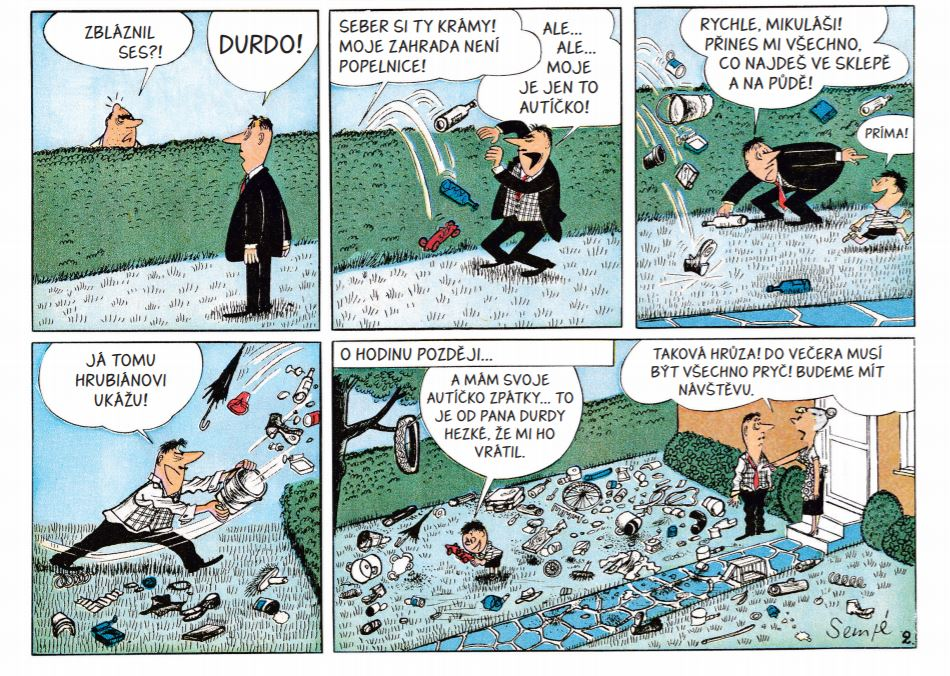 ZBLÁZNIL
SES?!
DURDO!
SEBER SI TY KRÁMY!
MOJE ZAHRADA NENÍ
POPELNICE!
ALE...
ALE...
MOJE
JE JEN TO
AUTÍČKO!
RYCHLE, MIKULÁŠI!
PŘINES MI VŠECHNO,
CO NAJDEŠ VE SKLEPĚ
A NA PŮDĚ!
PRÍMA!
JÁ TOMU
HRUBIÁNOVI
UKÁŽU!
O HODINU POZDĚJI...
A MÁM SVOJE
AUTÍČKO ZPÁTKY... TO
JE OD PANA DURDY
HEZKÉ, ŽE MI HO
VRÁTIL.
TAKOVÁ HRŮZA! DO VEČERA MUSÍ
BÝT VŠECHNO PRYČ! BUDEME MÍT
NÁVŠTĚVU.
Sempé
2